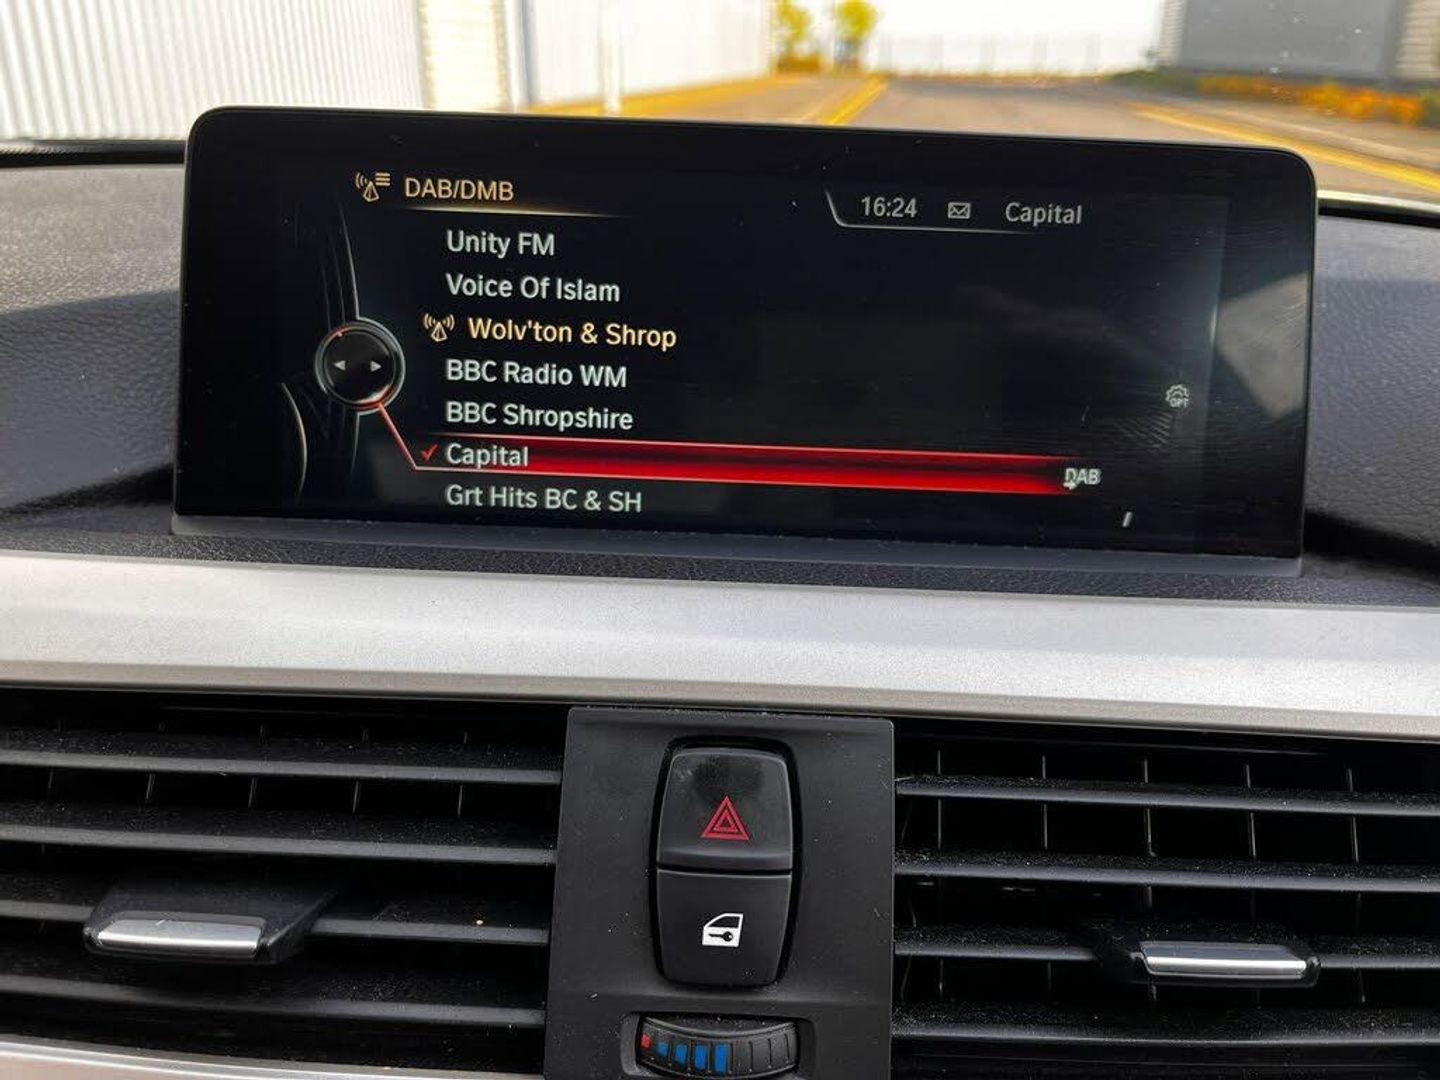 DAB/DMB
16:24 Capital
Unity FM
Voice Of Islam
Wolv'ton & Shrop
BBC Radio WM
BBC Shropshire
Capital DAB
Grt Hits BC & SH
OPT